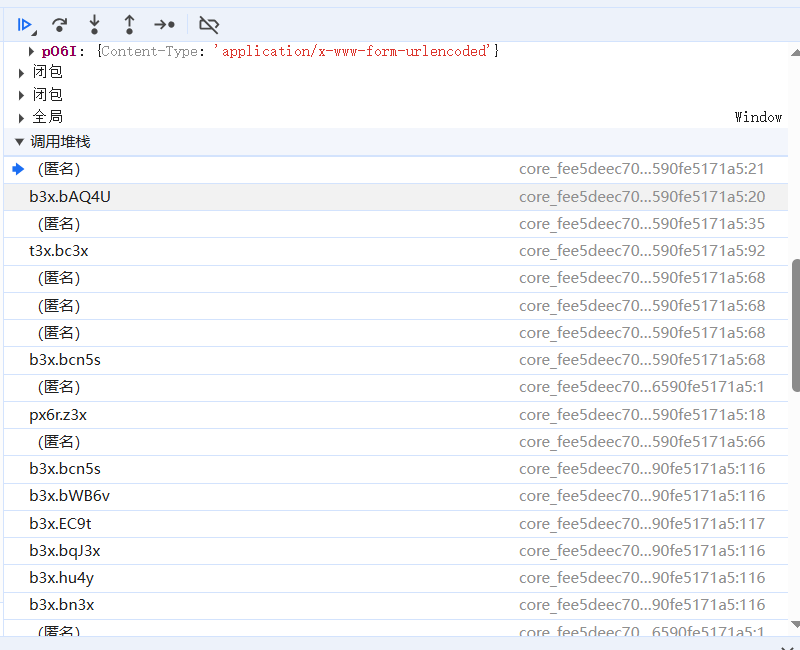 pO6I: {Content-Type: 'application/x-www-form-urlencoded'}
闭包
闭包
全局 Window
调用堆栈
(匿名) core_fee5deec70...590fe5171a5:21
b3x.bAQ4U core_fee5deec70...590fe5171a5:20
(匿名) core_fee5deec70...590fe5171a5:35
t3x.bc3x core_fee5deec70...590fe5171a5:92
(匿名) core_fee5deec70...590fe5171a5:68
(匿名) core_fee5deec70...590fe5171a5:68
(匿名) core_fee5deec70...590fe5171a5:68
b3x.bcn5s core_fee5deec70...590fe5171a5:68
(匿名) core_fee5deec70...6590fe5171a5:1
px6r.z3x core_fee5deec70...590fe5171a5:18
(匿名) core_fee5deec70...590fe5171a5:66
b3x.bcn5s core_fee5deec70...90fe5171a5:116
b3x.bWB6v core_fee5deec70...90fe5171a5:116
b3x.EC9t core_fee5deec70...90fe5171a5:117
b3x.bqJ3x core_fee5deec70...90fe5171a5:116
b3x.hu4y core_fee5deec70...90fe5171a5:116
b3x.bn3x core_fee5deec70...90fe5171a5:116
(匿名) core_fee5deec70...6590fe5171a5:1